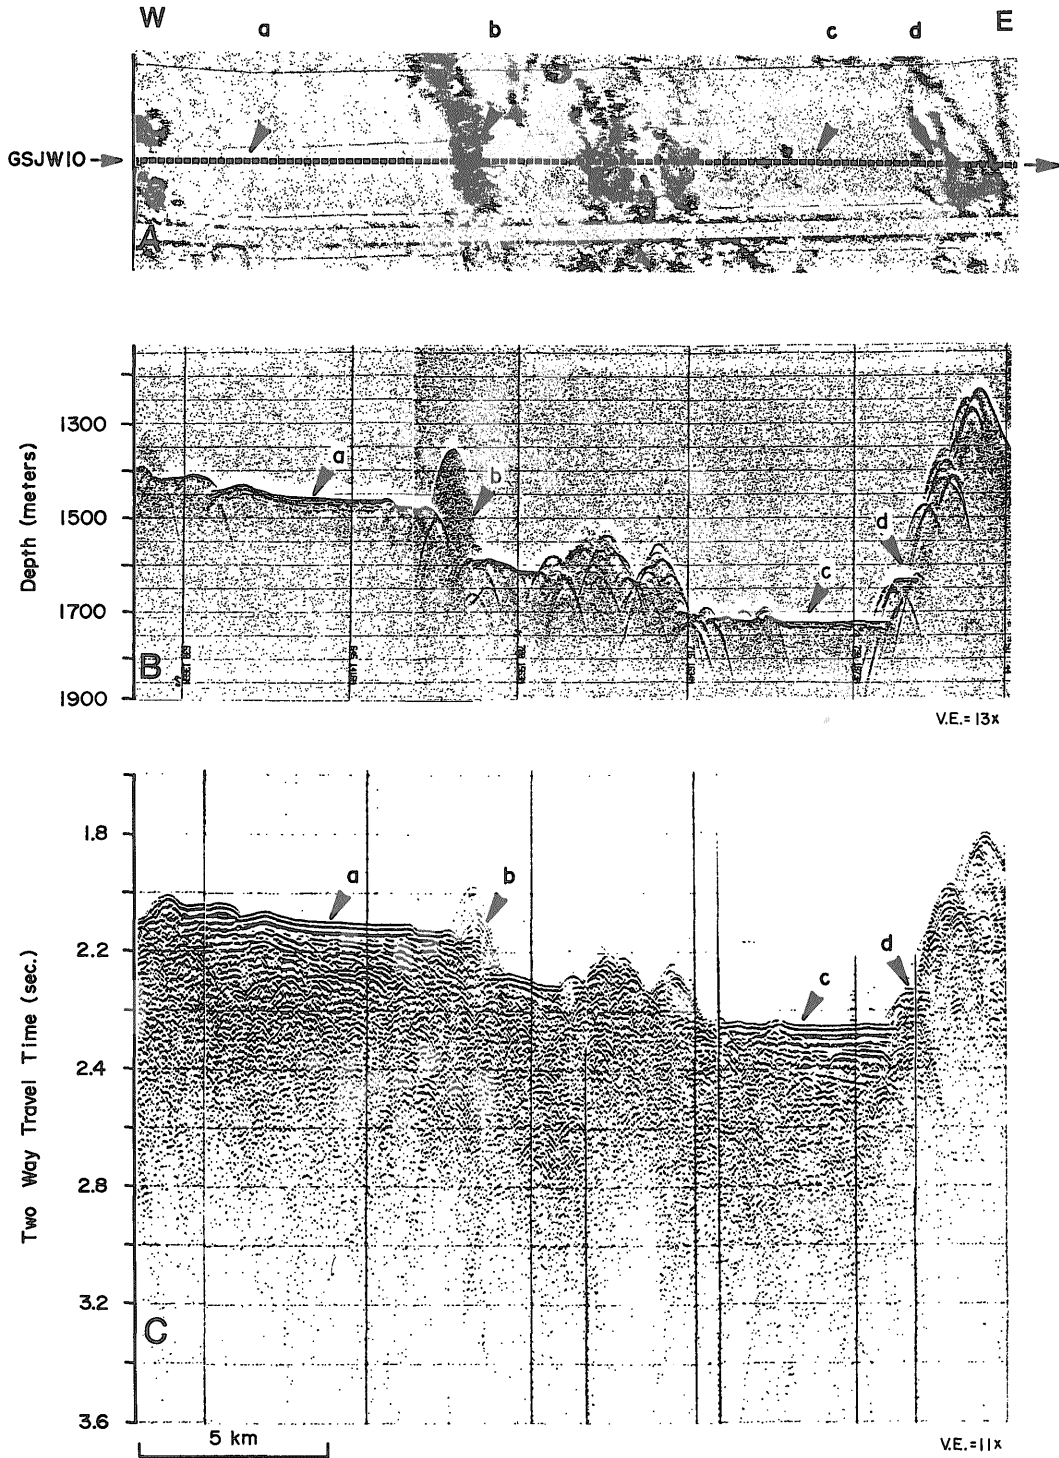 W E
a b c d
GSJW10
A
Depth (meters)
1300
1500
1700
1900
a
b
c
d
B
V.E.=13x
Two Way Travel Time (sec.)
1.8
2.2
2.4
2.8
3.2
3.6
a
b
c
d
C
5 km
V.E.=11x